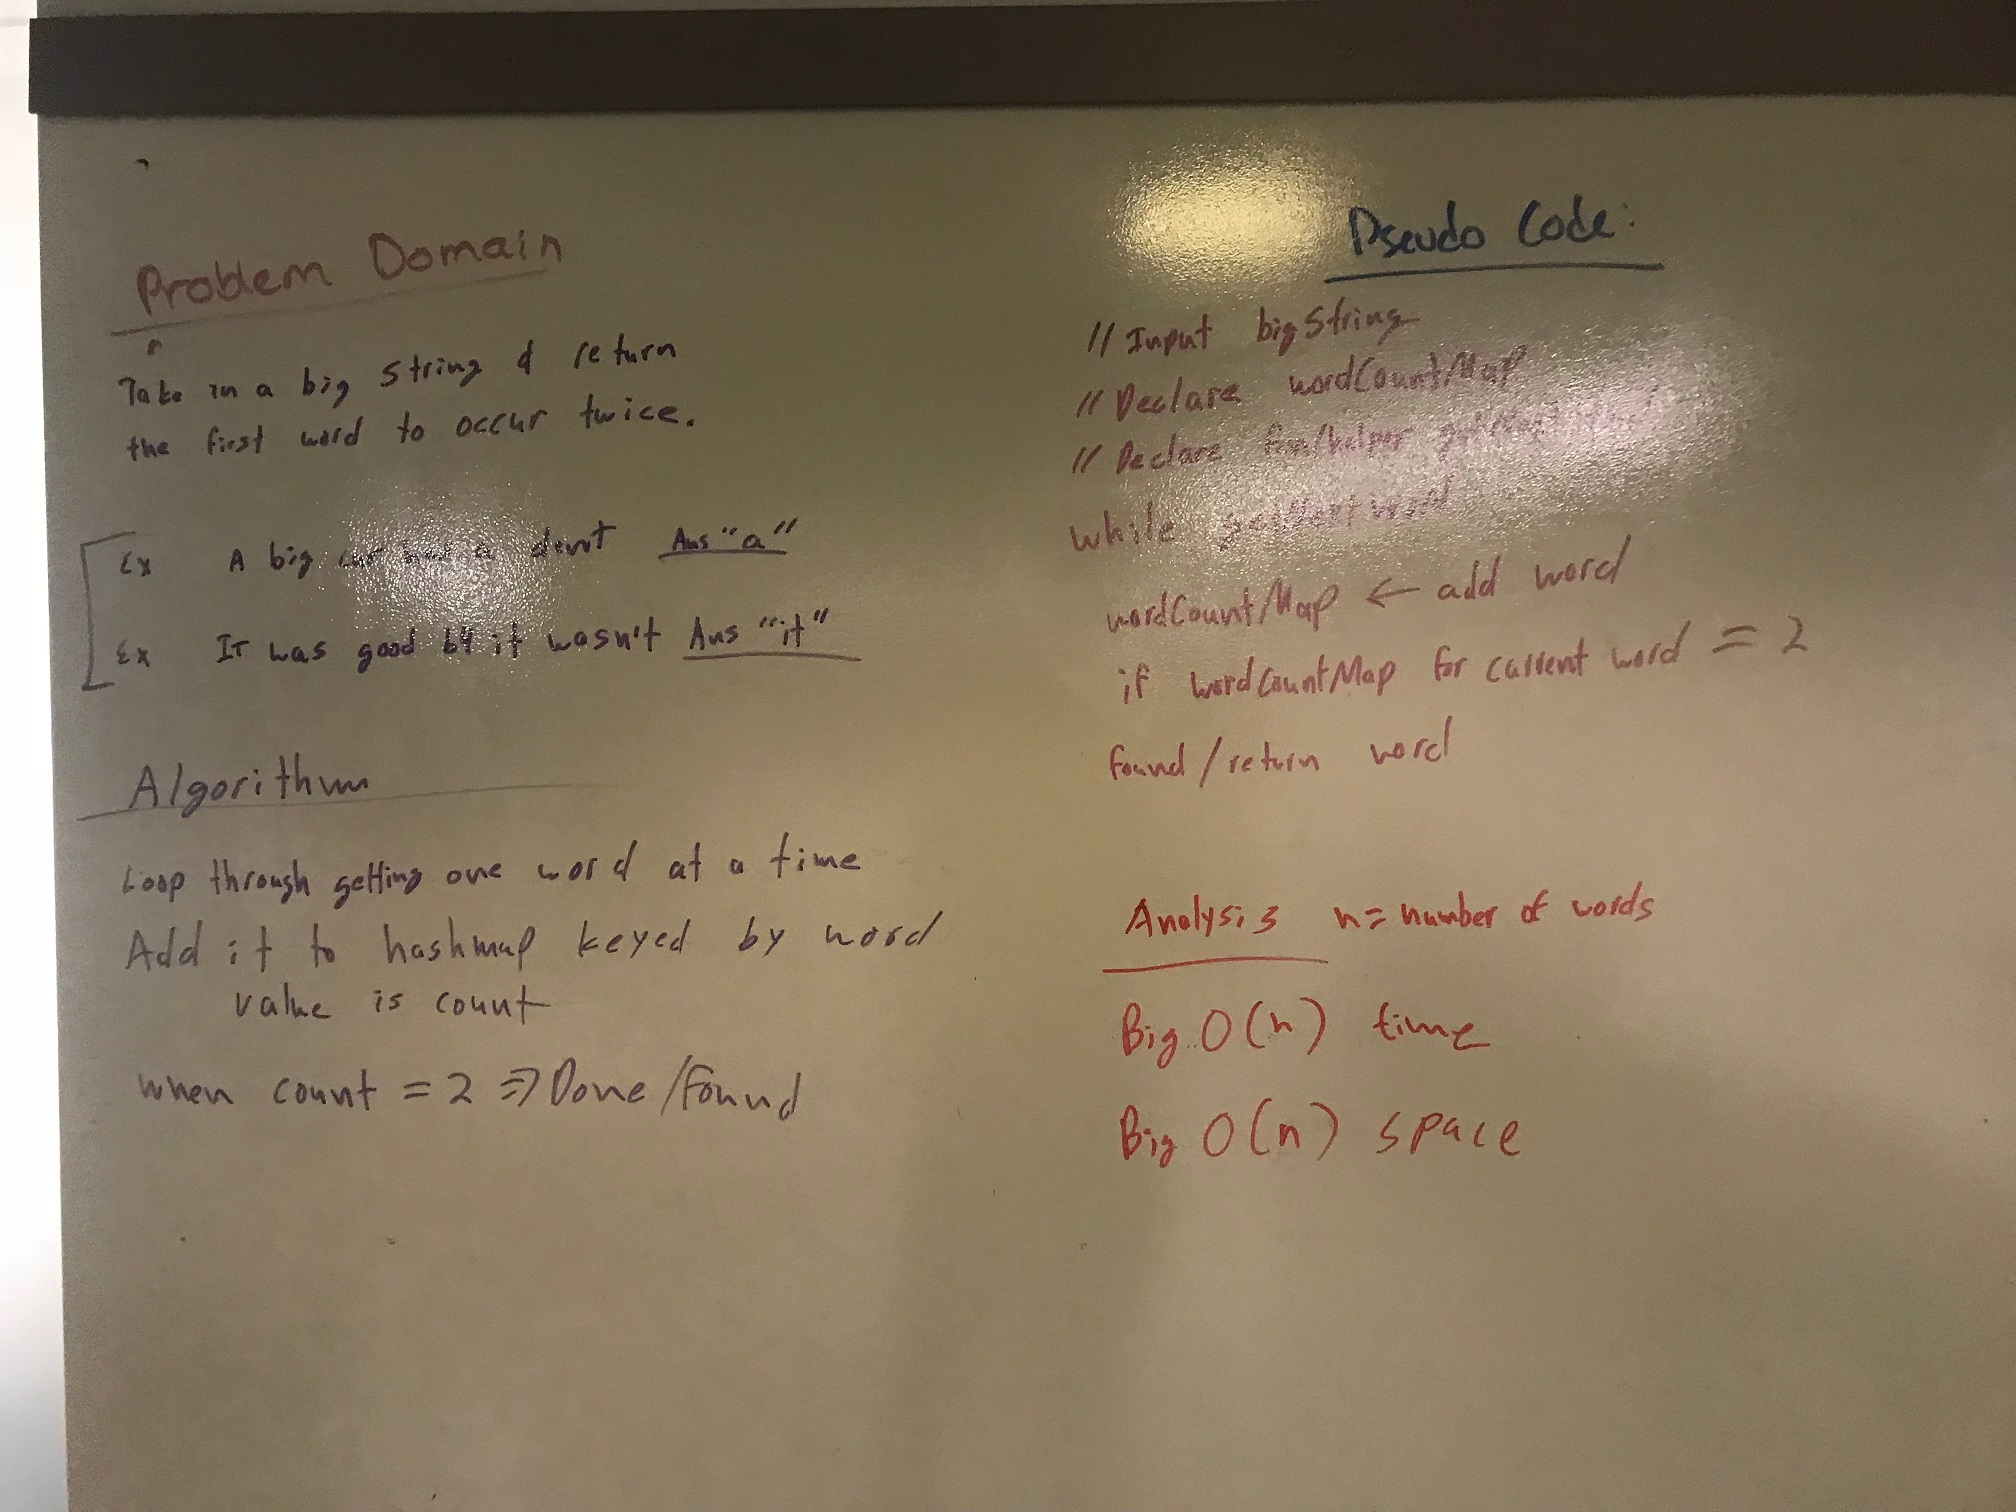 Problem Domain
Take in a big string & return
the first word to occur twice.
Ex A big car has a dent Ans "a"
Ex It was good b4 it wasn't Ans "it"
Algorithm
Loop through getting one word at a time
Add it to hashmap keyed by word
value is count
when count = 2 => Done/found
Pseudo Code:
// Input bigString
// Declare wordCountMap
// Declare fun/helper
while getNextWord
wordCountMap ← add word
if wordCountMap for current word = 2
found/return word
Analysis n = number of words
Big O(n) time
Big O(n) space